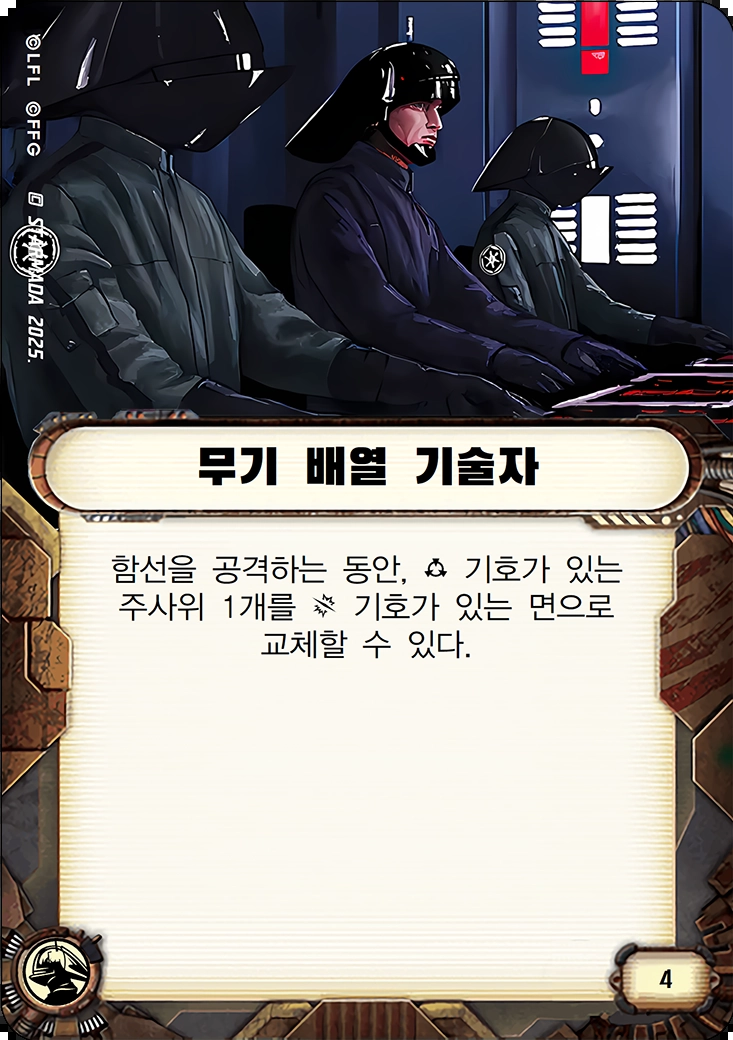 ©LFL ©FFG
STARMADA 2025.
무기 배열 기술자
함선을 공격하는 동안, 기호가 있는
주사위 1개를 기호가 있는 면으로
교체할 수 있다.
4